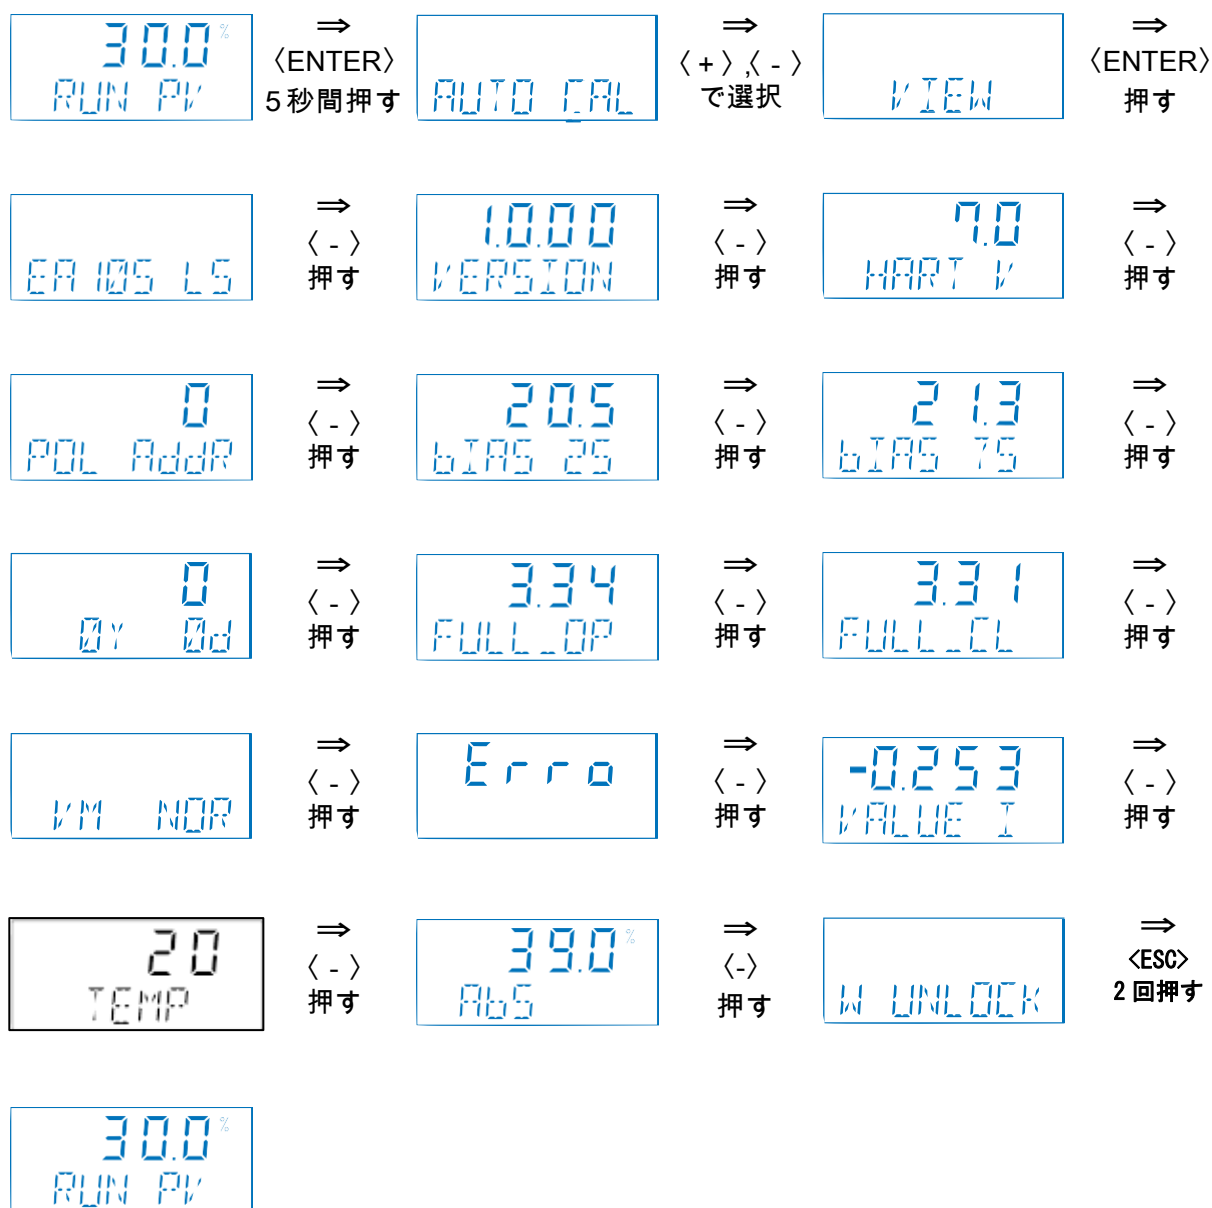 30.0%
RUN PV
⇒
〈ENTER〉
5秒間押す
AUTO CAL
⇒
〈 + 〉,〈 - 〉
で選択
VIEW
⇒
〈ENTER〉
押す
EA105 LS
⇒
〈 - 〉
押す
1.0.00
VERSION
⇒
〈 - 〉
押す
7.0
HART V
⇒
〈 - 〉
押す
0
POL AddR
⇒
〈 - 〉
押す
20.5
bIAS 25
⇒
〈 - 〉
押す
21.3
bIAS 75
⇒
〈 - 〉
押す
0
0Y 0d
⇒
〈 - 〉
押す
3.34
FULL_OP
⇒
〈 - 〉
押す
3.31
FULL_CL
⇒
〈 - 〉
押す
VM NOR
⇒
〈 - 〉
押す
Erro
⇒
〈 - 〉
押す
-0.253
VALUE I
⇒
〈 - 〉
押す
20
TEMP
⇒
〈 - 〉
押す
39.0%
AbS
⇒
〈-〉
押す
W UNLOCK
⇒
<ESC>
2回押す
30.0%
RUN PV